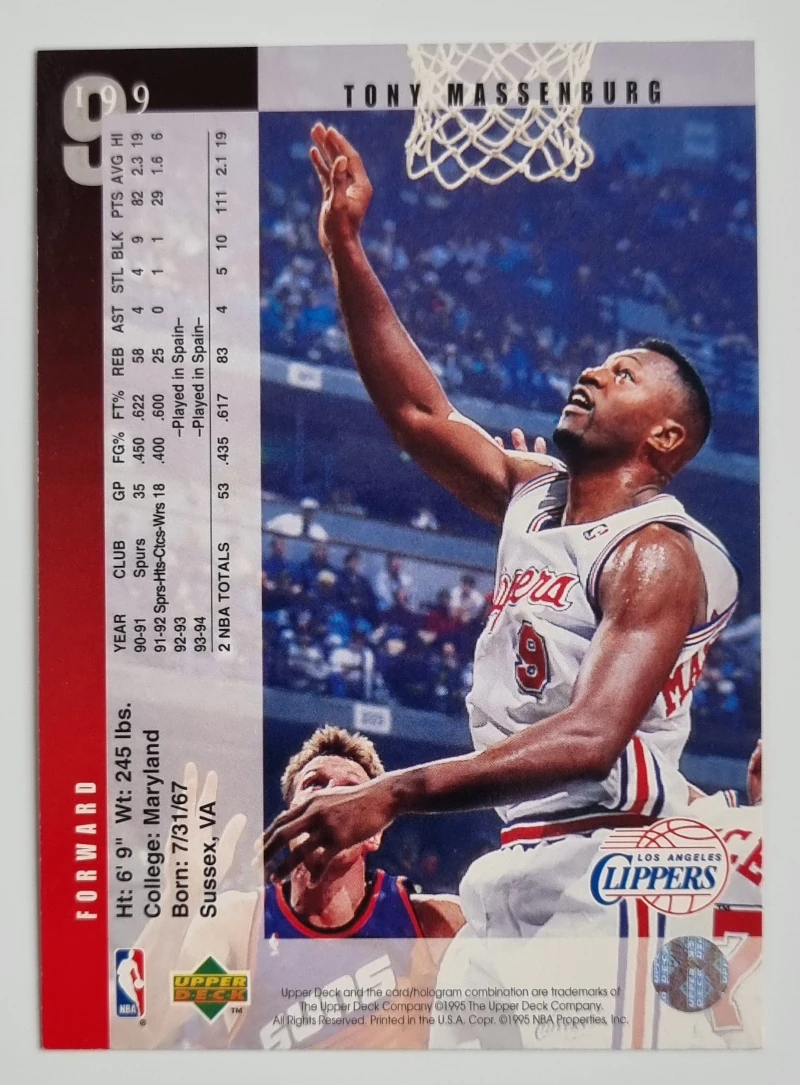 199
9
TONY MASSENBURG
FORWARD
Ht: 6' 9" Wt: 245 lbs.
College: Maryland
Born: 7/31/67
Sussex, VA
YEAR CLUB GP FG% FT% REB AST STL BLK PTS AVG HI
90-91 Spurs 35 .450 .622 58 4 4 9 82 2.3 19
91-92 Sprs-Hts-Ctcs-Wrs 18 .400 .600 25 0 1 1 29 1.6 6
92-93 –Played in Spain–
93-94 –Played in Spain–
2 NBA TOTALS 53 .435 .617 83 4 5 10 111 2.1 19
9
LOS ANGELES
CLIPPERS
TM
NBA
®
UPPER
DECK
TM
SUNS
Upper Deck and the card/hologram combination are trademarks of
The Upper Deck Company ©1995 The Upper Deck Company.
All Rights Reserved. Printed in the U.S.A. Copr. ©1995 NBA Properties, Inc.